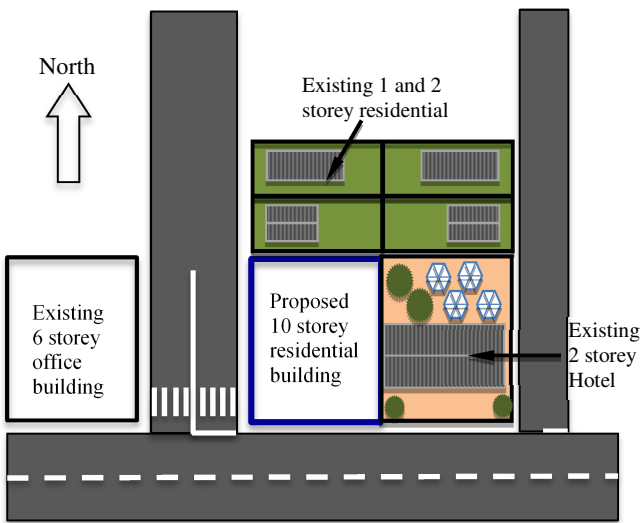 North
Existing 1 and 2
storey residential
Existing
6 storey
office
building
Proposed
10 storey
residential
building
Existing
2 storey
Hotel